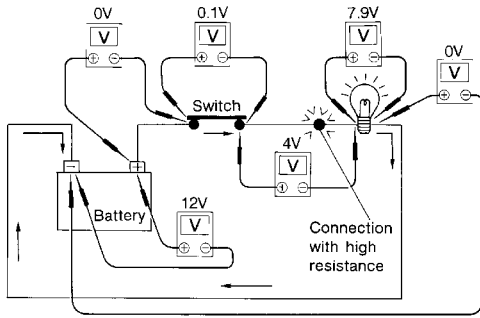 0V
V
⊕ ⊖
0.1V
V
⊕ ⊖
7.9V
V
⊕ ⊖
0V
V
⊕ ⊖
Switch
4V
V
⊕ ⊖
− +
Battery
12V
V
⊕ ⊖
Connection
with high
resistance